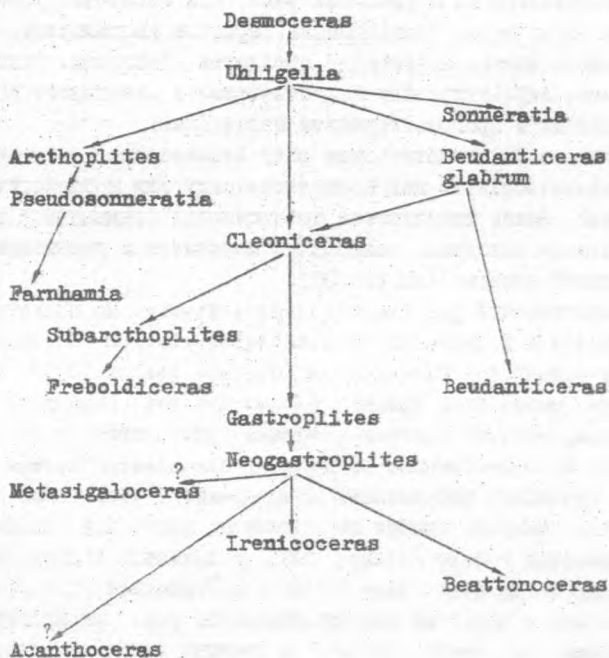 Desmoceras
Uhligella
Sonneratia
Arcthoplites
Beudanticeras
glabrum
Pseudosonneratia
Cleoniceras
Farnhamia
Subarcthoplites
Freboldiceras
Beudanticeras
Gastroplites
Neogastroplites
?
Metasigaloceras
Irenicoceras
Beattonoceras
?
Acanthoceras